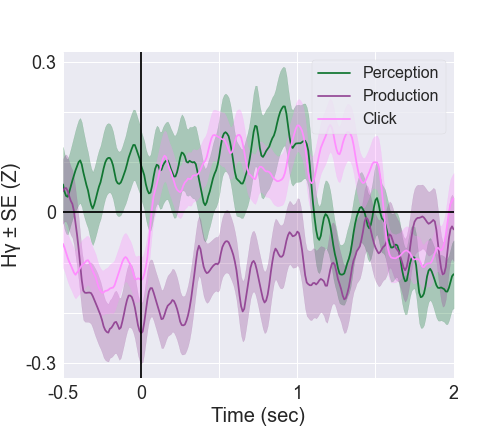 0.3
0
-0.3
Hγ ± SE (Z)
Perception
Production
Click
-0.5
0
1
2
Time (sec)